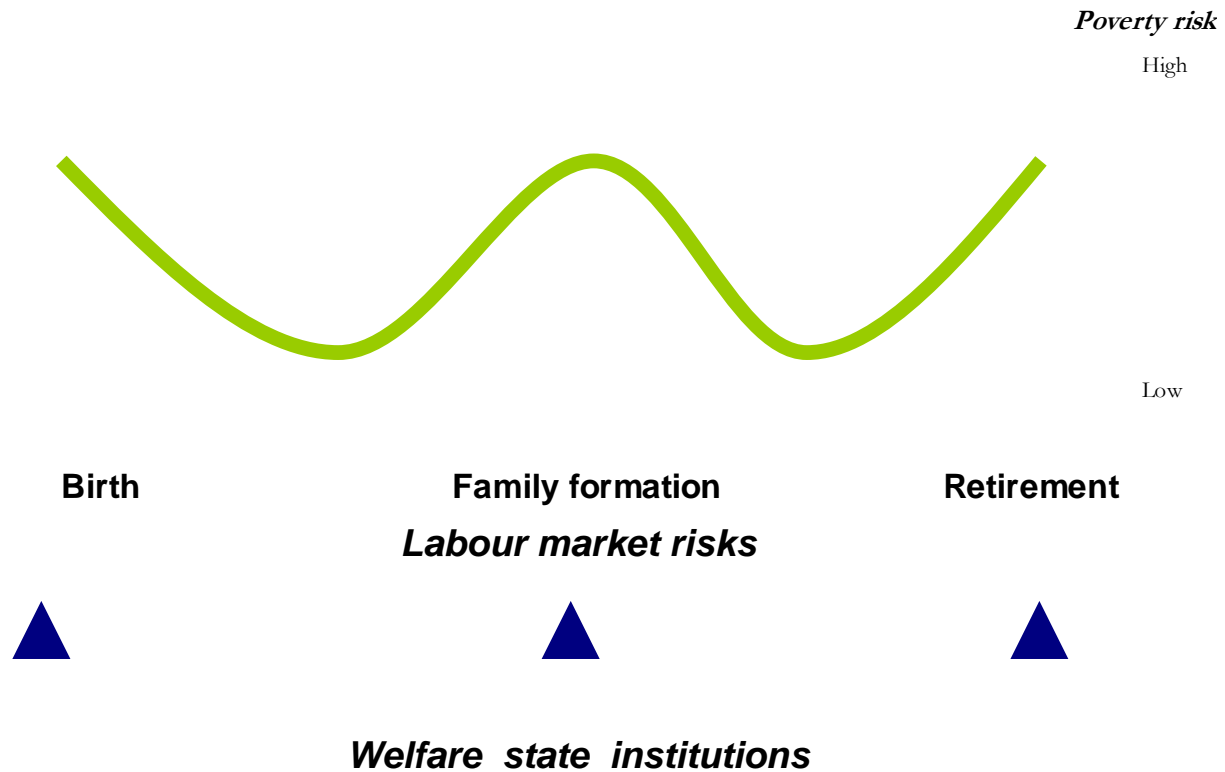 Poverty risk
High
Low
Birth Family formation Retirement
Labour market risks
Welfare state institutions